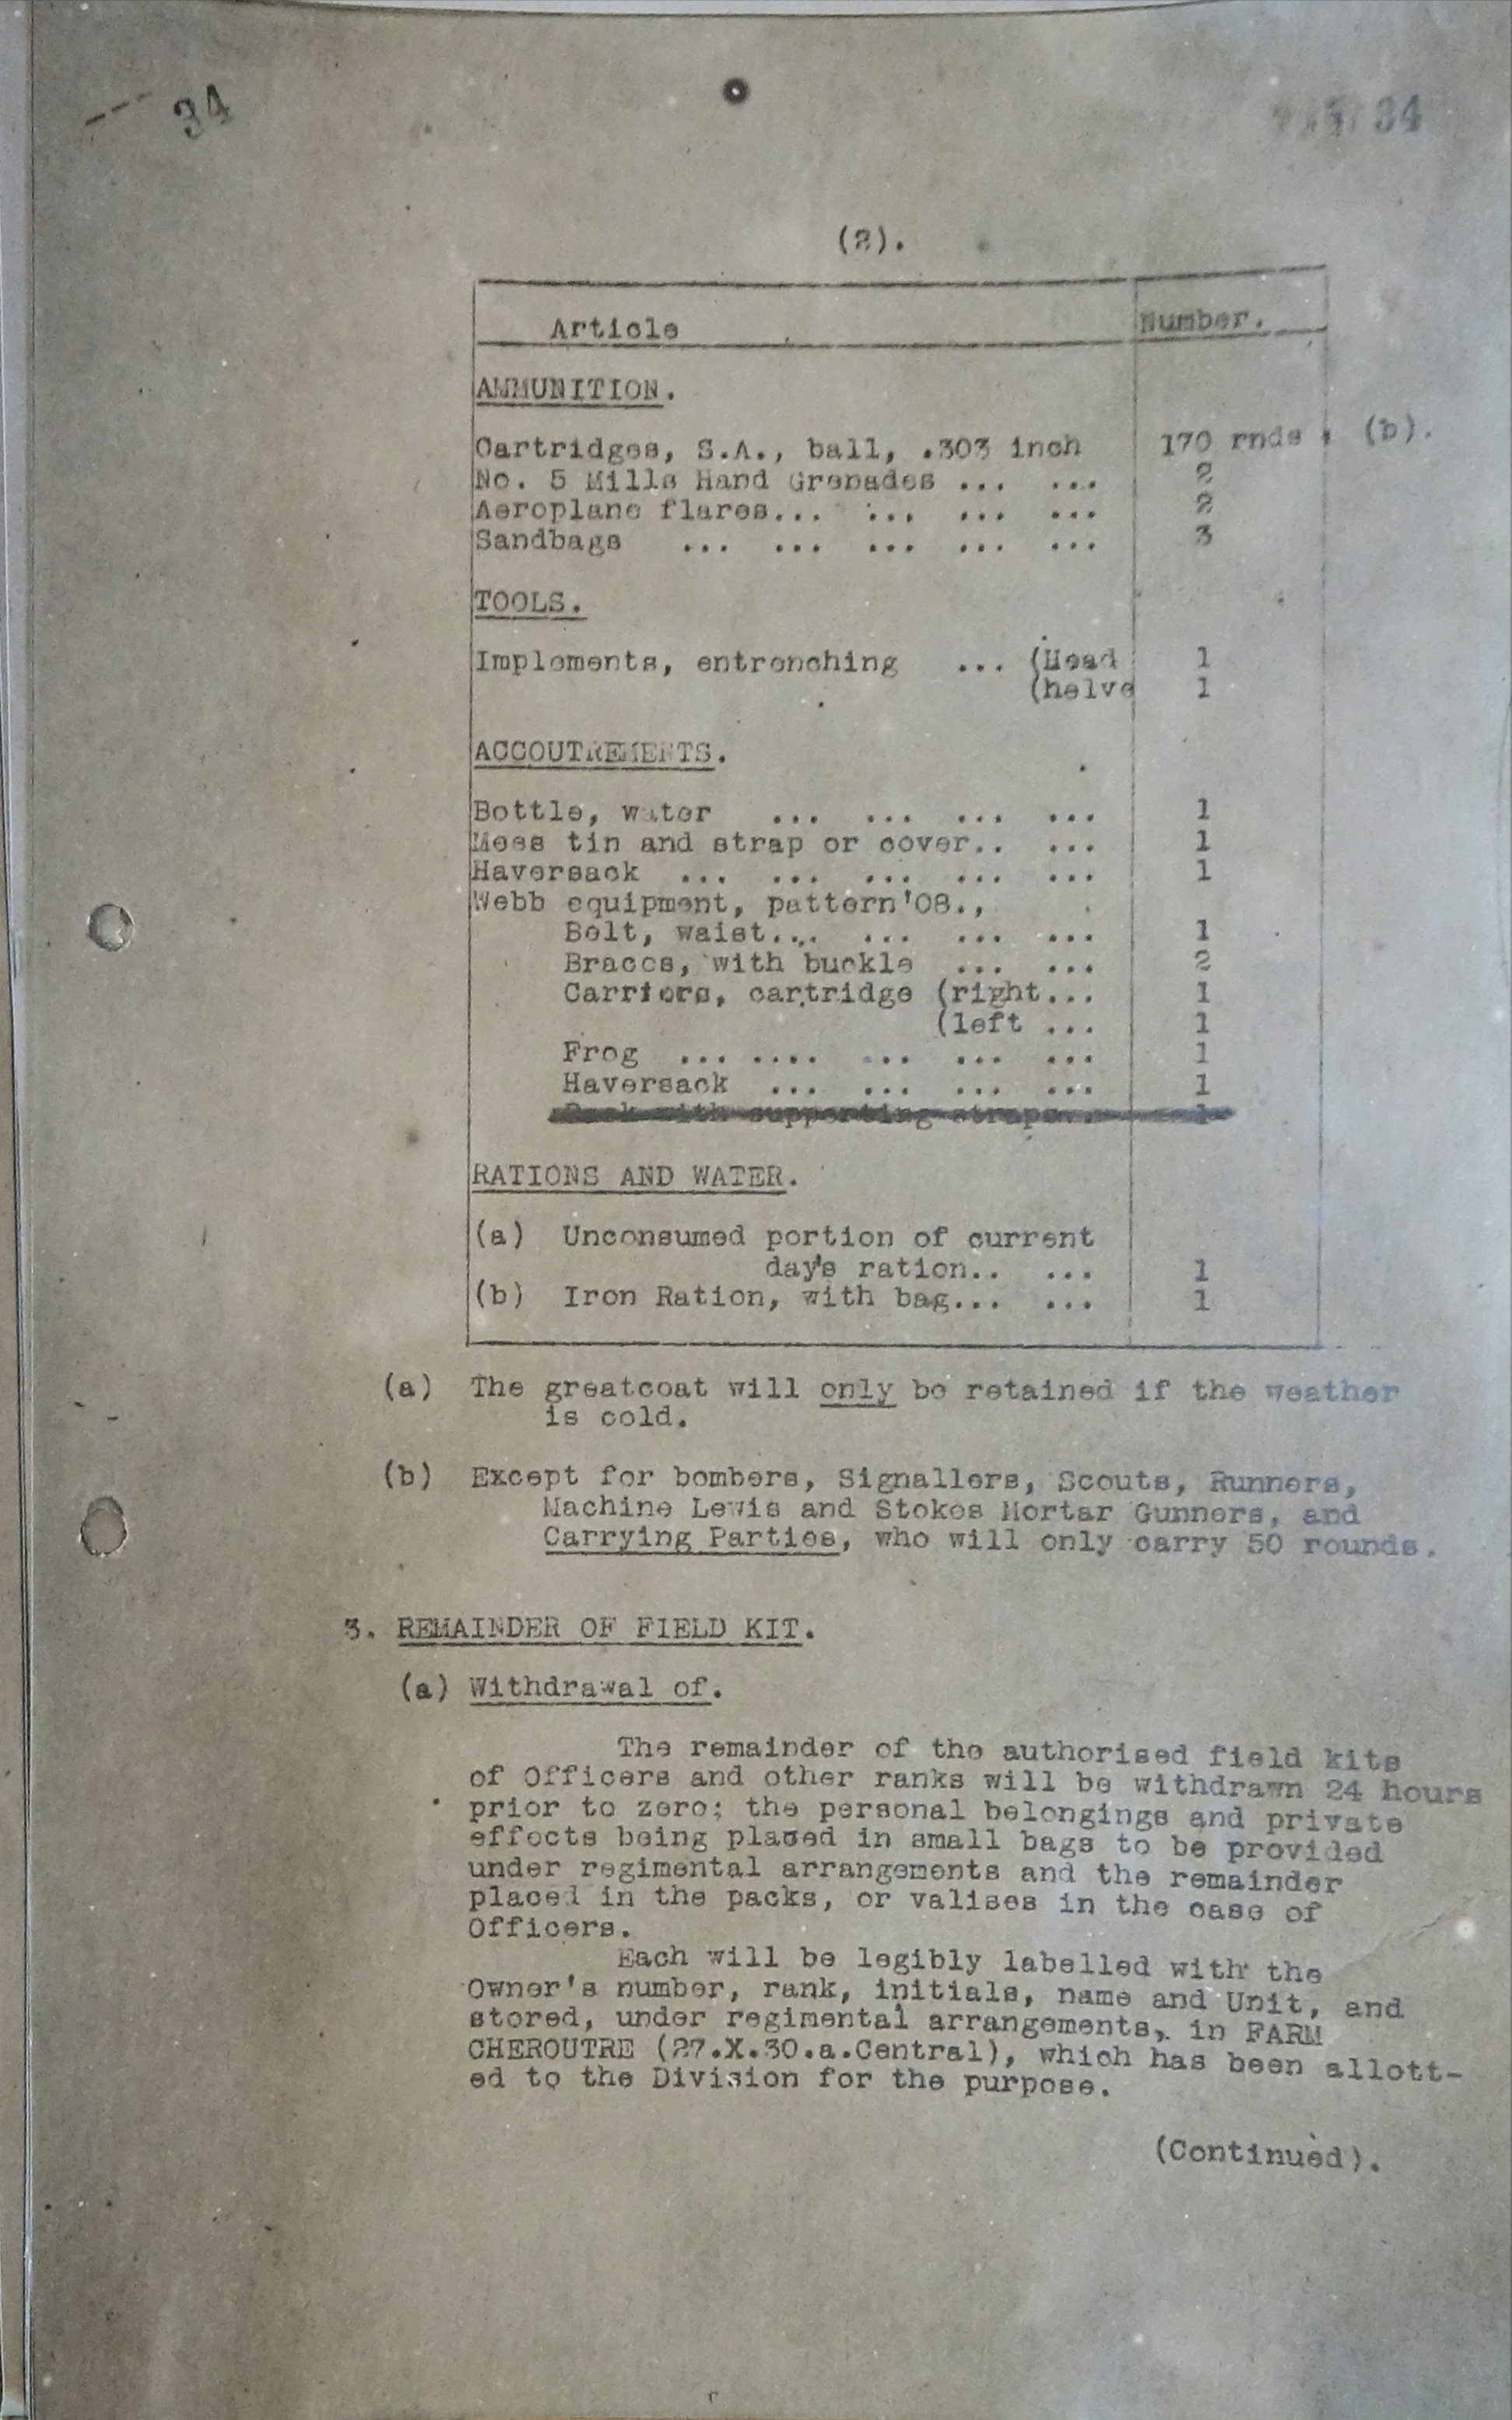 34
34
(2).
Article Number.
AMMUNITION.
Cartridges, S.A., ball, .303 inch 170 rnds. (b).
No. 5 Mills Hand Grenades ... ... 2
Aeroplane flares... ... ... ... 2
Sandbags ... ... ... ... ... 3
TOOLS.
Implements, entrenching ... (Head 1
(helve 1
ACCOUTREMENTS.
Bottle, water ... ... ... ... 1
Mess tin and strap or cover.. ... 1
Haversack ... ... ... ... ... 1
Webb equipment, pattern '08.,
Belt, waist... ... ... ... 1
Braces, with buckle ... ... 2
Carriers, cartridge (right... 1
(left ... 1
Frog ... .... ... ... ... 1
Haversack ... ... ... ... 1
Pack with supporting straps.. 1
RATIONS AND WATER.
(a) Unconsumed portion of current
day's ration.. ... 1
(b) Iron Ration, with bag... ... 1
(a) The greatcoat will only be retained if the weather
is cold.
(b) Except for bombers, Signallers, Scouts, Runners,
Machine Lewis and Stokes Mortar Gunners, and
Carrying Parties, who will only carry 50 rounds.
3. REMAINDER OF FIELD KIT.
(a) Withdrawal of.
The remainder of the authorised field kits
of Officers and other ranks will be withdrawn 24 hours
prior to zero; the personal belongings and private
effects being placed in small bags to be provided
under regimental arrangements and the remainder
placed in the packs, or valises in the case of
Officers.
Each will be legibly labelled with the
Owner's number, rank, initials, name and Unit, and
stored, under regimental arrangements, in FARM
CHEROUTRE (27.X.30.a.Central), which has been allott-
ed to the Division for the purpose.
(Continued).